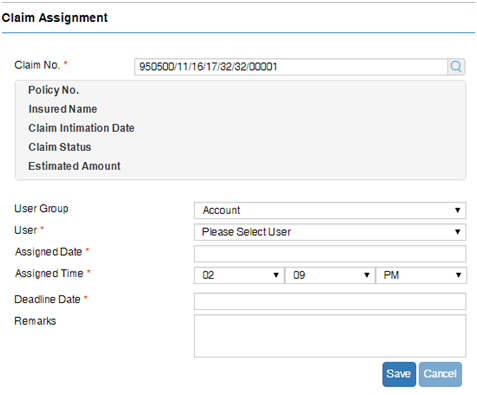 Claim Assignment
Claim No. * 950500/11/16/17/32/32/00001
Policy No.
Insured Name
Claim Intimation Date
Claim Status
Estimated Amount
User Group Account
User * Please Select User
Assigned Date *
Assigned Time * 02 09 PM
Deadline Date *
Remarks
Save Cancel